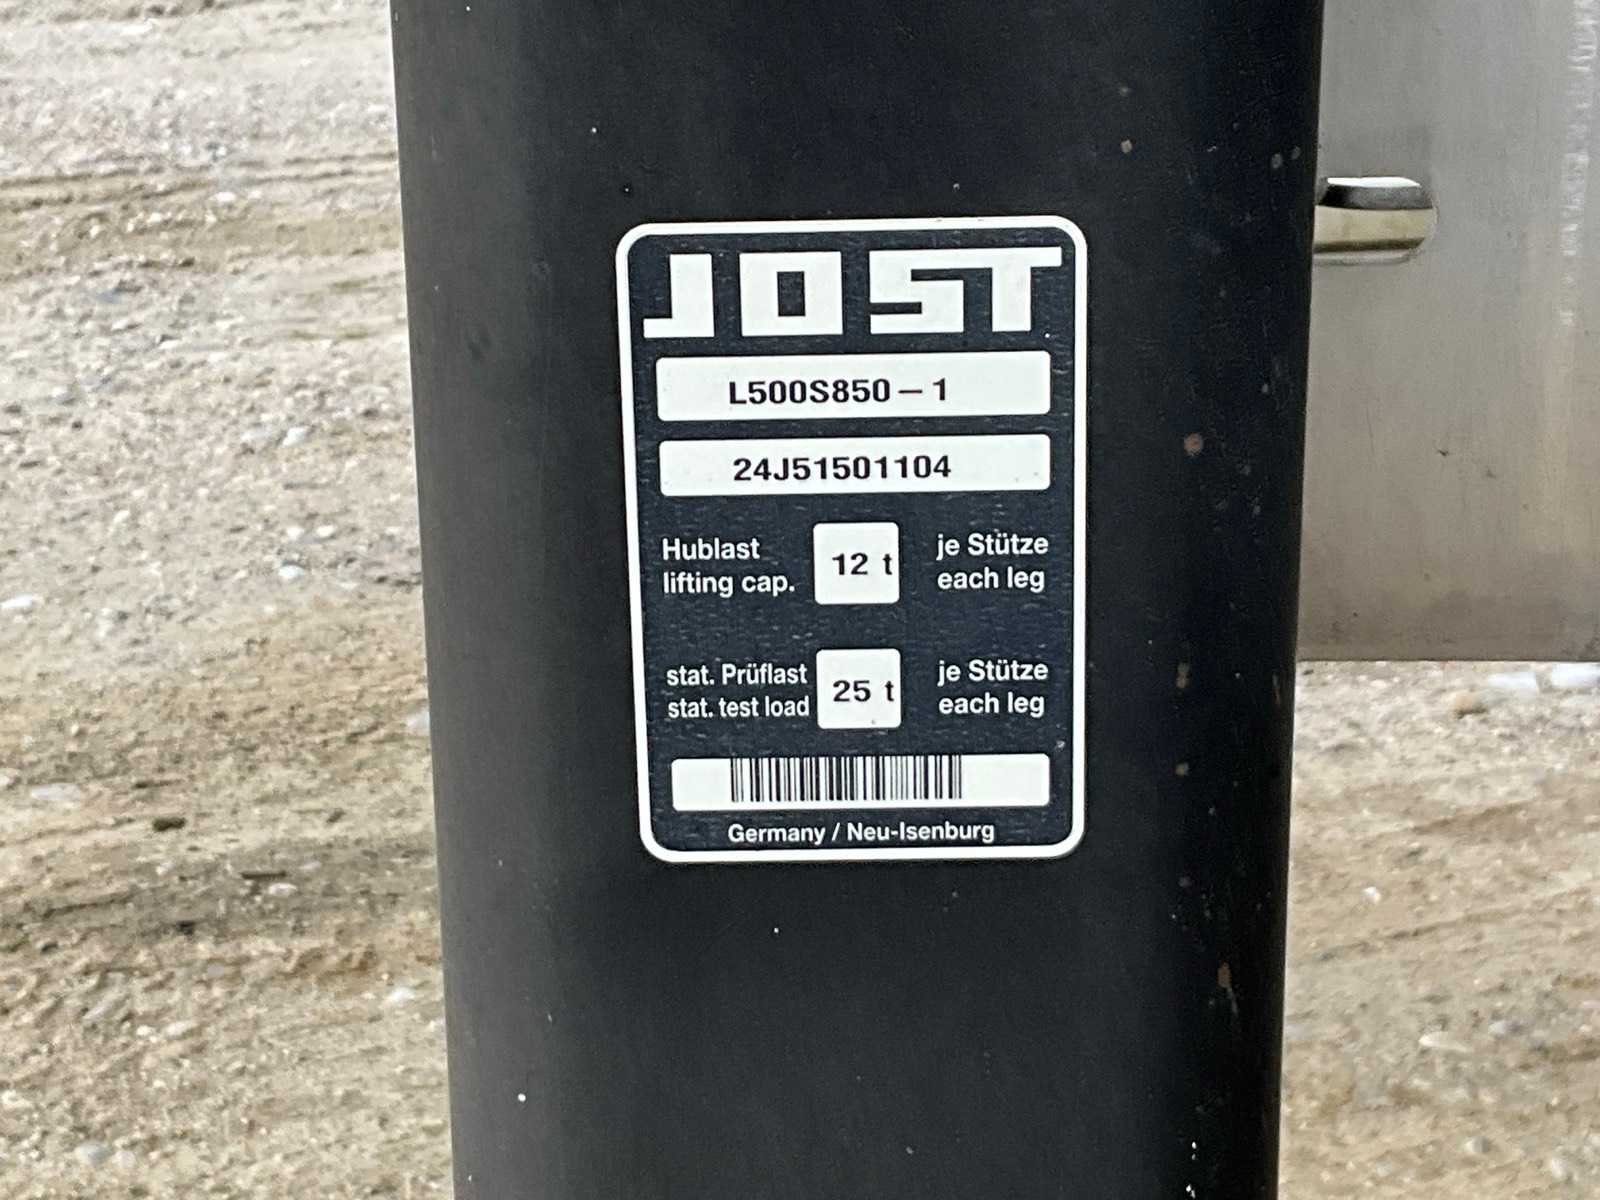 JOST
L500S850 – 1
24J51501104
Hublast 12 t je Stütze
lifting cap. each leg
stat. Prüflast 25 t je Stütze
stat. test load each leg
Germany / Neu-Isenburg